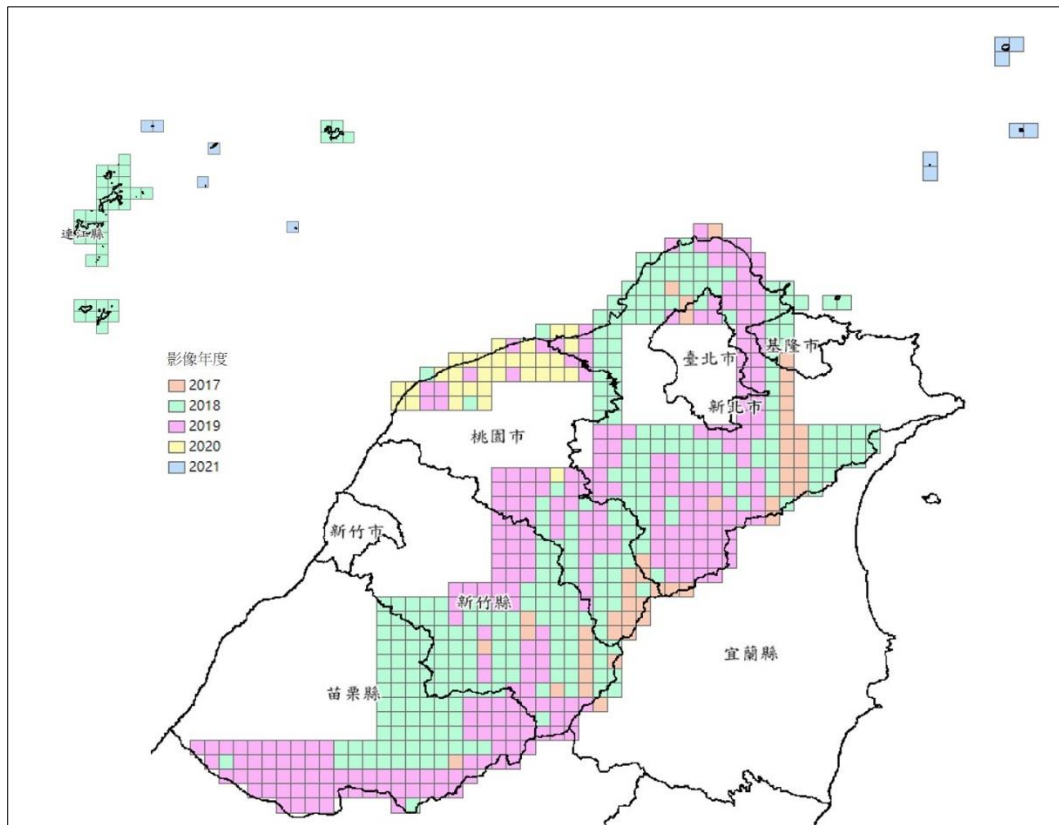 連江縣
影像年度
2017
2018
2019
2020
2021
臺北市
基隆市
新北市
桃園市
新竹市
新竹縣
宜蘭縣
苗栗縣